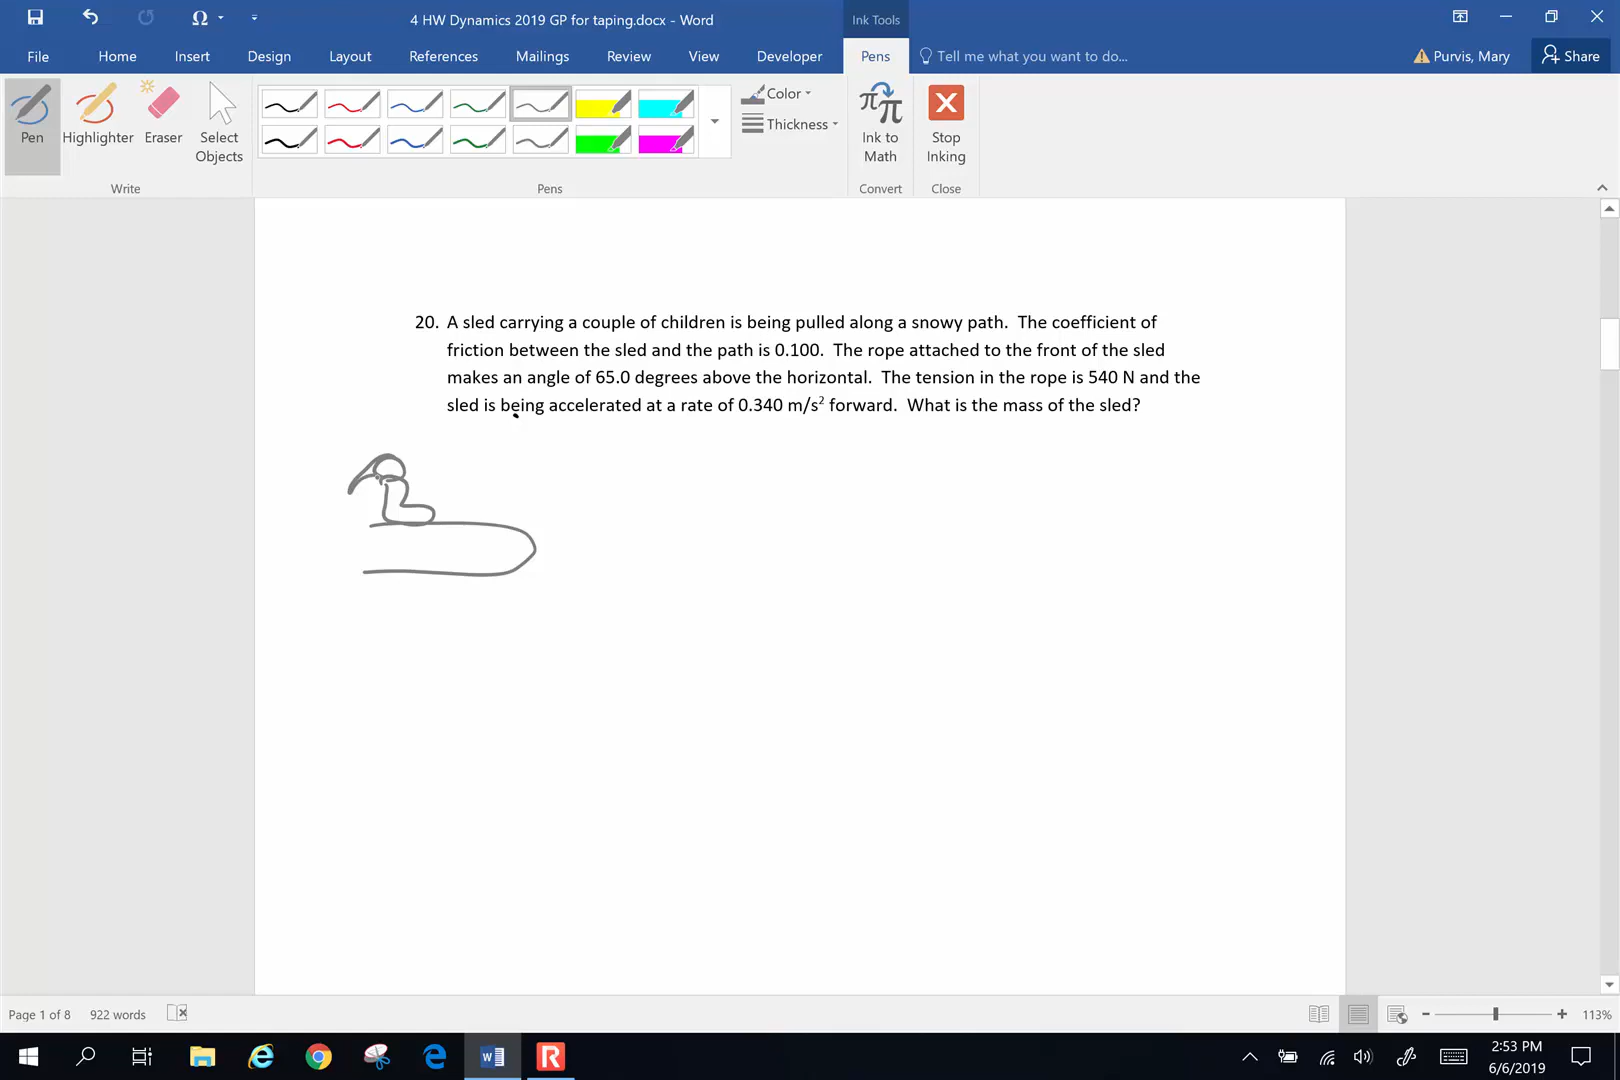 4 HW Dynamics 2019 GP for taping.docx - Word
Ink Tools
File Home Insert Design Layout References Mailings Review View Developer Pens Tell me what you want to do... Purvis, Mary Share
Pen Highlighter Eraser Select Objects
Color
Thickness
Ink to Math
Stop Inking
Write Pens Convert Close
20. A sled carrying a couple of children is being pulled along a snowy path. The coefficient of
friction between the sled and the path is 0.100. The rope attached to the front of the sled
makes an angle of 65.0 degrees above the horizontal. The tension in the rope is 540 N and the
sled is being accelerated at a rate of 0.340 m/s² forward. What is the mass of the sled?
Page 1 of 8 922 words 113%
2:53 PM
6/6/2019